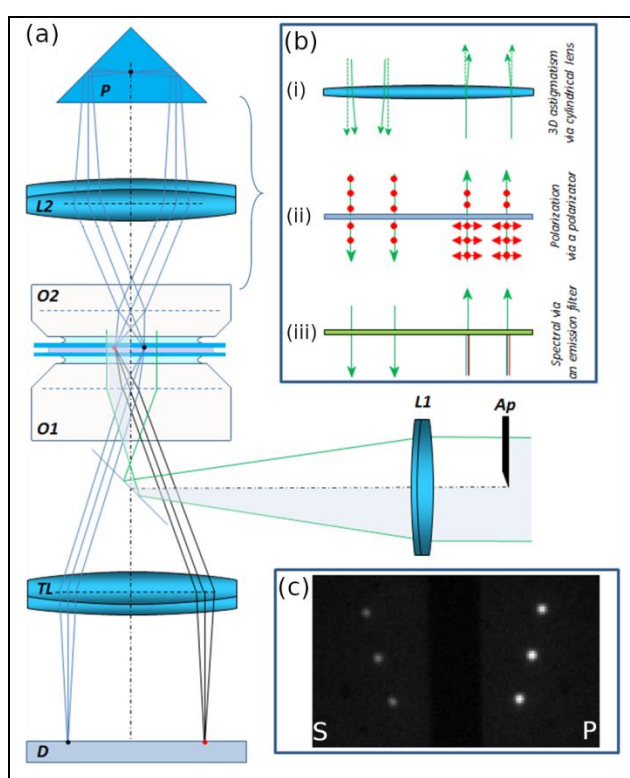 (a)
P
L2
O2
O1
TL
D
(b)
(i)
3D astigmatism
via cylindrical lens
(ii)
Polarization
via a polarizator
(iii)
Spectral via
an emission filter
L1
Ap
(c)
S
P